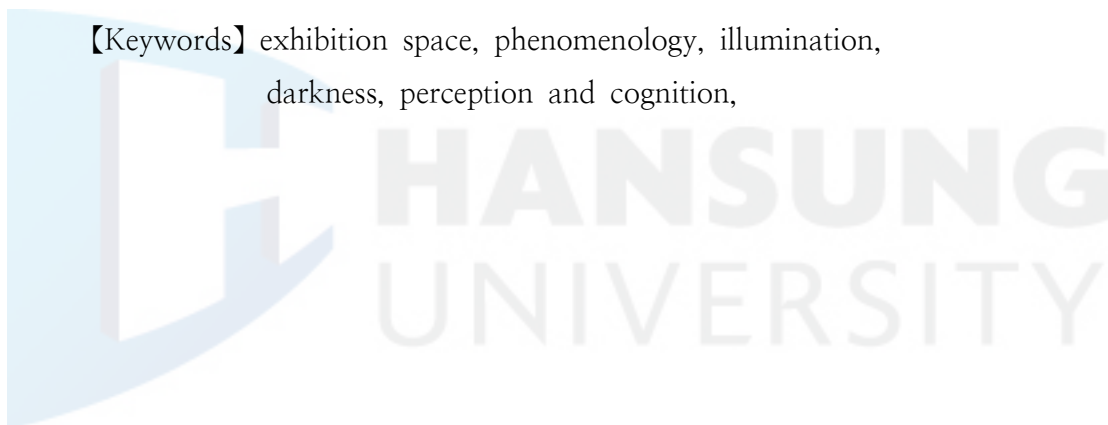 【Keywords】 exhibition space, phenomenology, illumination,
darkness, perception and cognition,
HANSUNG
UNIVERSITY